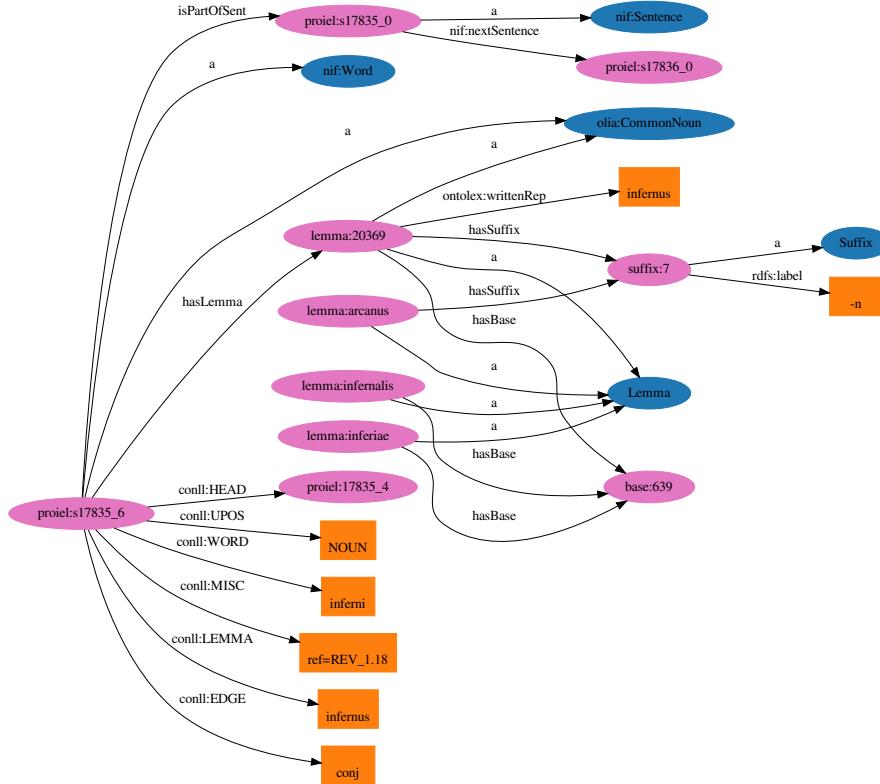 isPartOfSent
proiel:s17835_0
a
nif:Sentence
nif:nextSentence
proiel:s17836_0
a
nif:Word
a
olia:CommonNoun
a
ontolex:writtenRep
infernus
lemma:20369
hasSuffix
a
suffix:7
a
Suffix
rdfs:label
-n
hasLemma
hasSuffix
lemma:arcanus
hasBase
a
Lemma
lemma:infernalis
a
lemma:inferiae
a
hasBase
base:639
hasBase
proiel:s17835_6
conll:HEAD
proiel:17835_4
conll:UPOS
NOUN
conll:WORD
inferni
conll:MISC
ref=REV_1.18
conll:LEMMA
infernus
conll:EDGE
conj